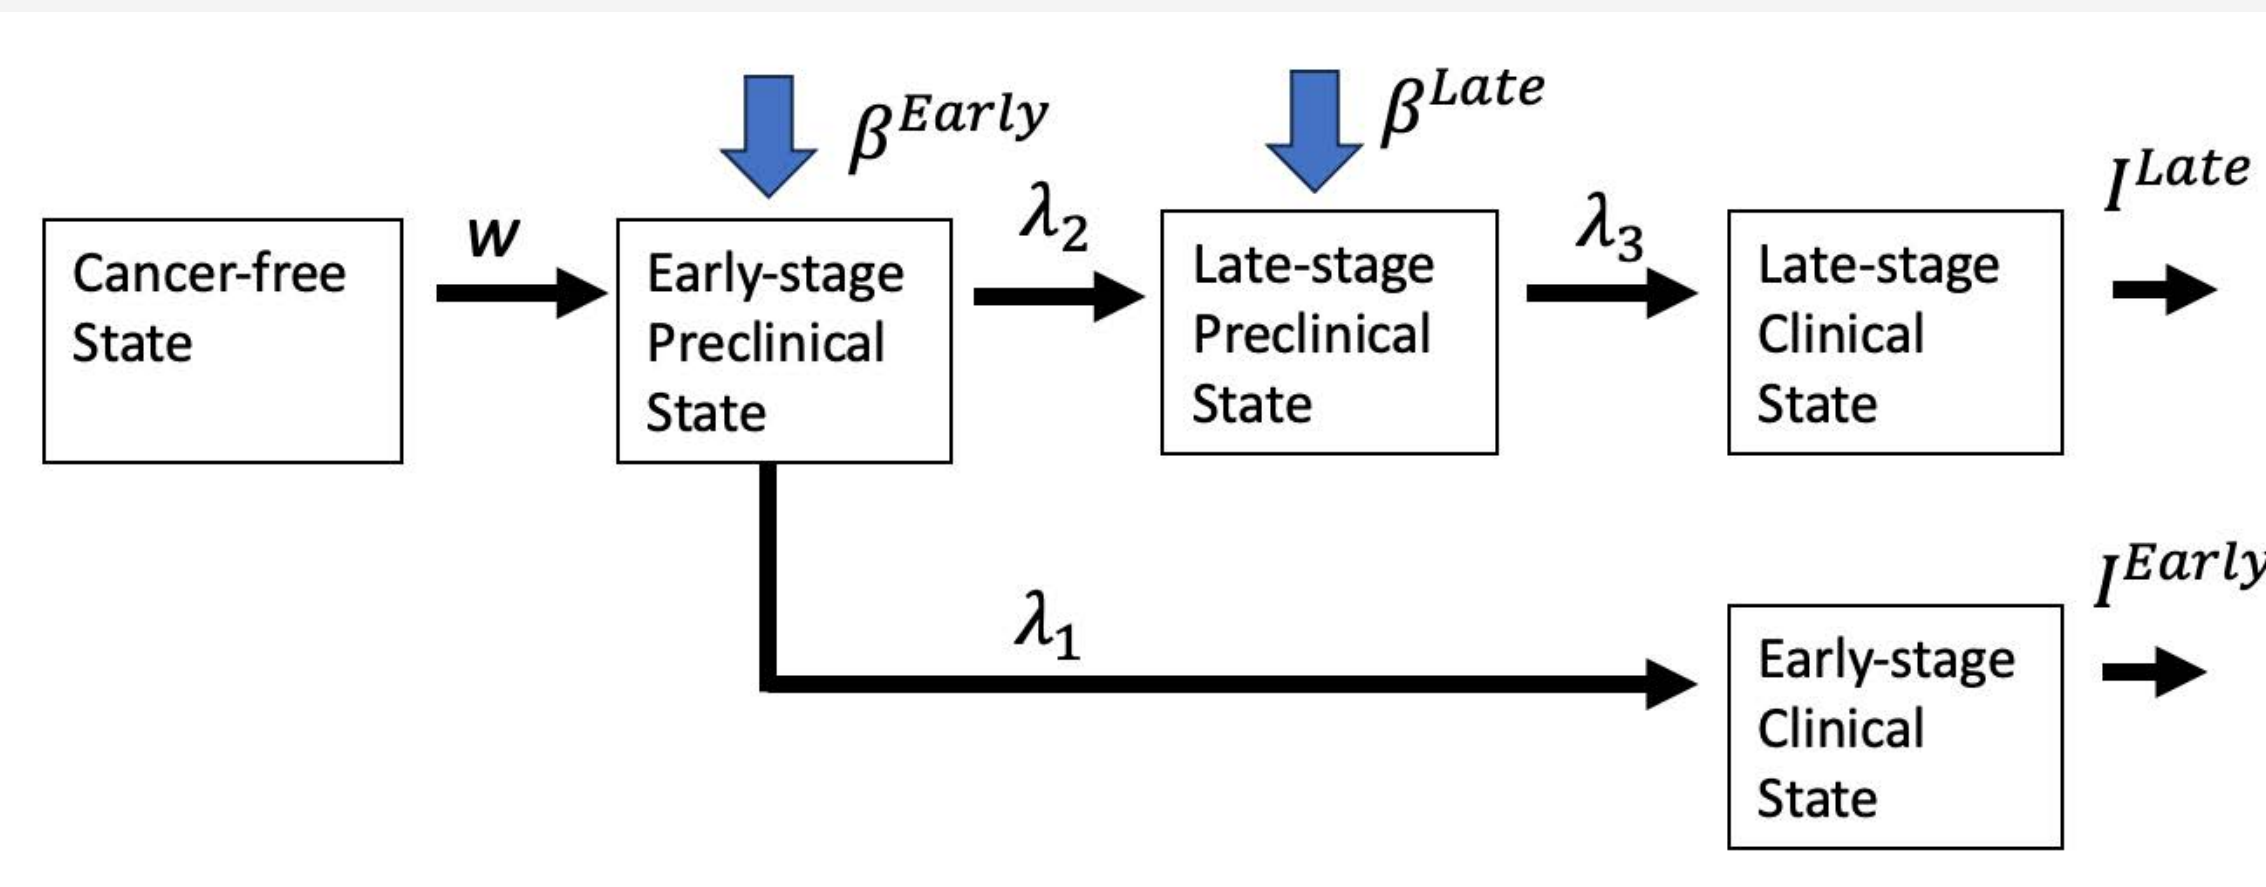 β^Early
β^Late
w
λ₂
λ₃
I^Late
Cancer-free
State
Early-stage
Preclinical
State
Late-stage
Preclinical
State
Late-stage
Clinical
State
λ₁
I^Early
Early-stage
Clinical
State